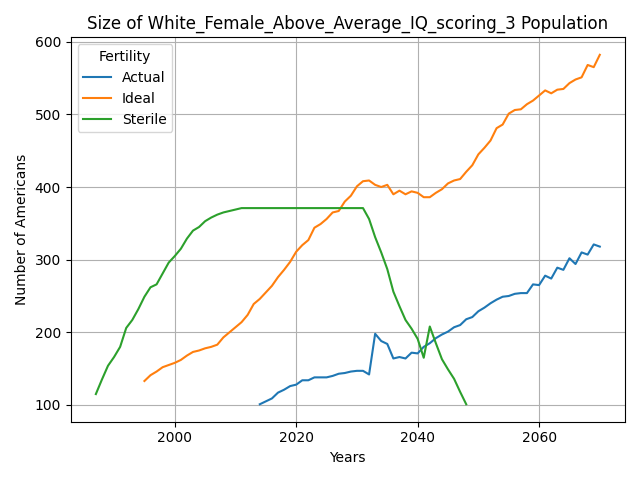 Size of White_Female_Above_Average_IQ_scoring_3 Population
Fertility
Actual
Ideal
Sterile
Number of Americans
600
500
400
300
200
100
2000
2020
2040
2060
Years